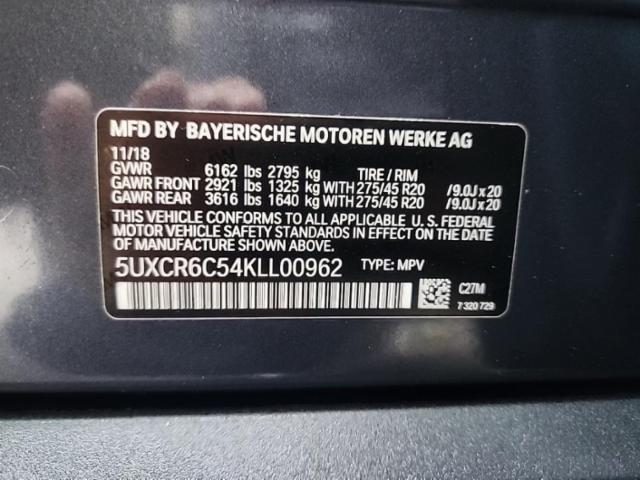 MFD BY BAYERISCHE MOTOREN WERKE AG
11/18
GVWR 6162 lbs 2795 kg TIRE / RIM
GAWR FRONT 2921 lbs 1325 kg WITH 275/45 R20 /9.0J x 20
GAWR REAR 3616 lbs 1640 kg WITH 275/45 R20 /9.0J x 20
THIS VEHICLE CONFORMS TO ALL APPLICABLE U. S. FEDERAL
MOTOR VEHICLE SAFETY STANDARDS IN EFFECT ON THE DATE OF
MANUFACTURE SHOWN ABOVE.
5UXCR6C54KLL00962 TYPE: MPV
C27M
7 320 729